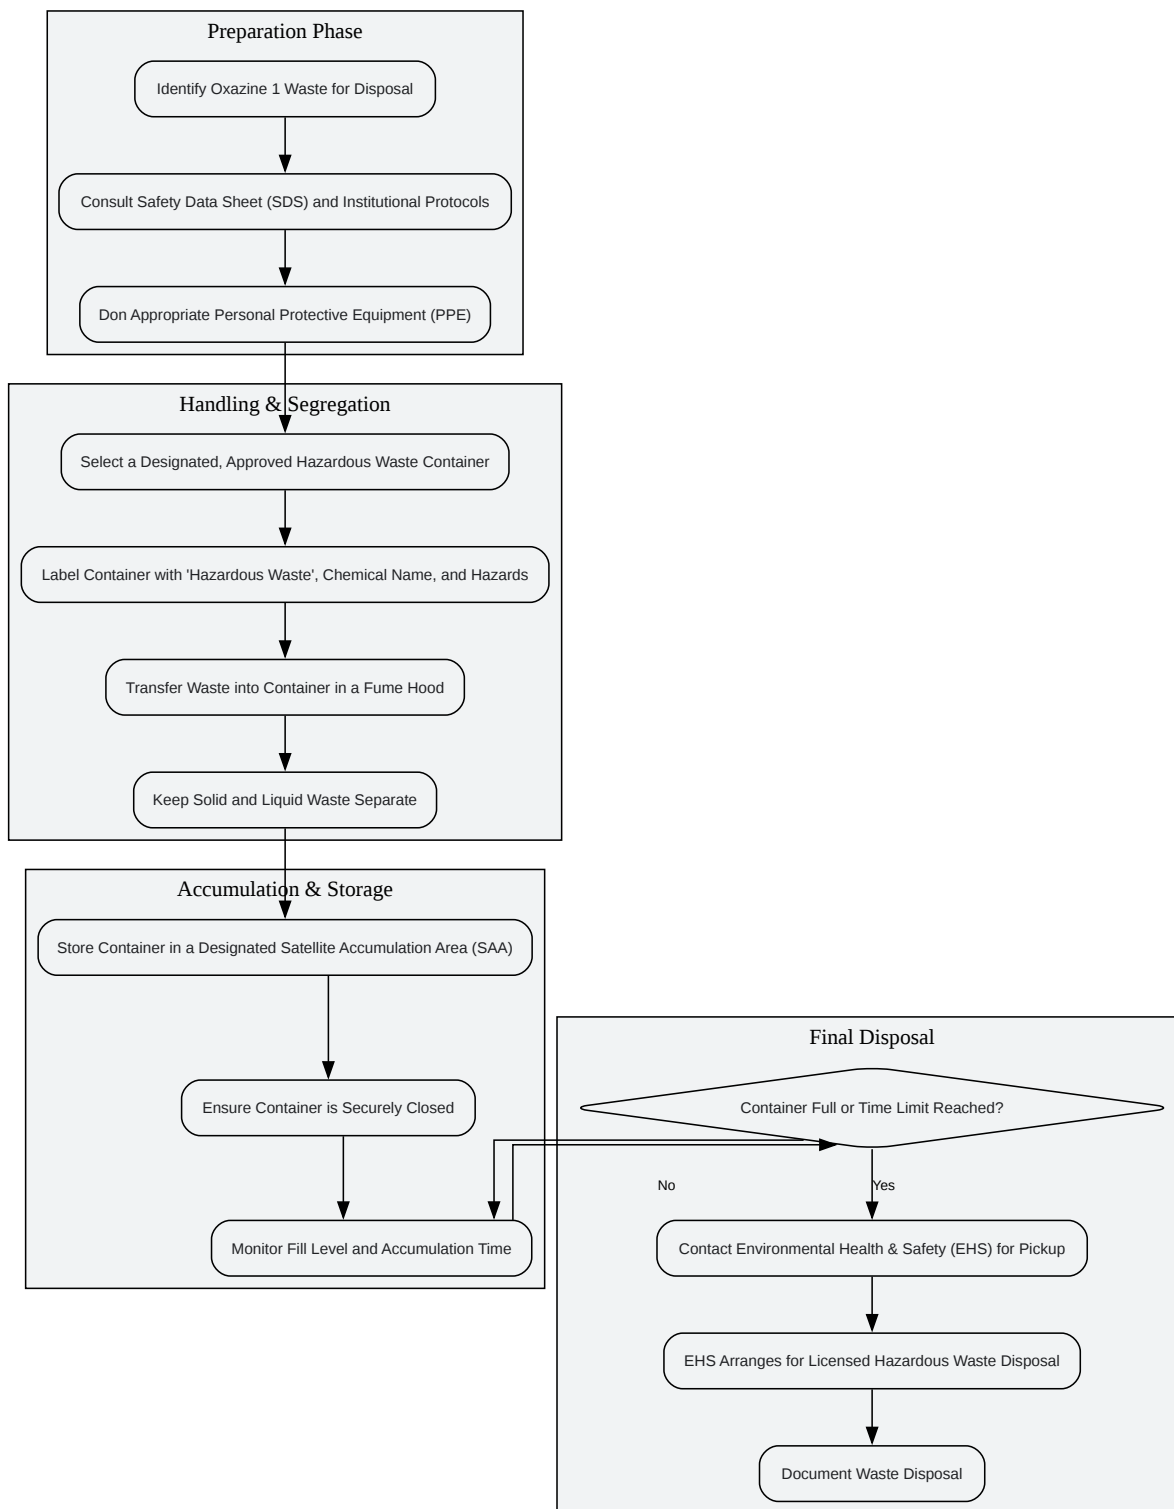 Preparation Phase
Identify Oxazine 1 Waste for Disposal
Consult Safety Data Sheet (SDS) and Institutional Protocols
Don Appropriate Personal Protective Equipment (PPE)
Handling & Segregation
Select a Designated, Approved Hazardous Waste Container
Label Container with 'Hazardous Waste', Chemical Name, and Hazards
Transfer Waste into Container in a Fume Hood
Keep Solid and Liquid Waste Separate
Accumulation & Storage
Store Container in a Designated Satellite Accumulation Area (SAA)
Ensure Container is Securely Closed
Monitor Fill Level and Accumulation Time
Final Disposal
Container Full or Time Limit Reached?
No
Yes
Contact Environmental Health & Safety (EHS) for Pickup
EHS Arranges for Licensed Hazardous Waste Disposal
Document Waste Disposal